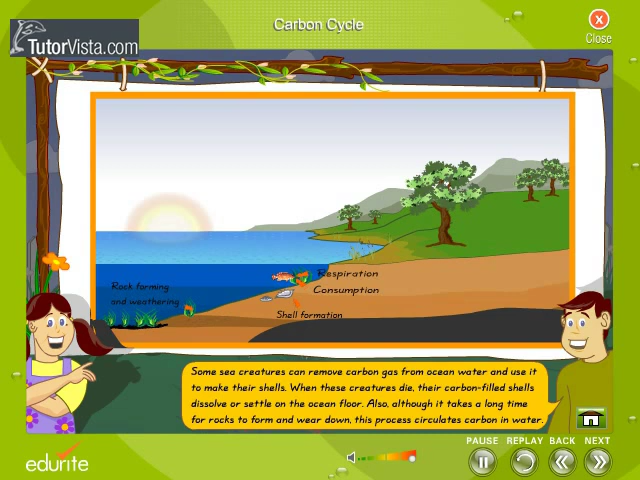 Carbon Cycle
TutorVista.com
Close
Respiration
Rock forming
and weathering
Consumption
Shell formation
Some sea creatures can remove carbon gas from ocean water and use it
to make their shells. When these creatures die, their carbon-filled shells
dissolve or settle on the ocean floor. Also, although it takes a long time
for rocks to form and wear down, this process circulates carbon in water.
PAUSE REPLAY BACK NEXT
edurite